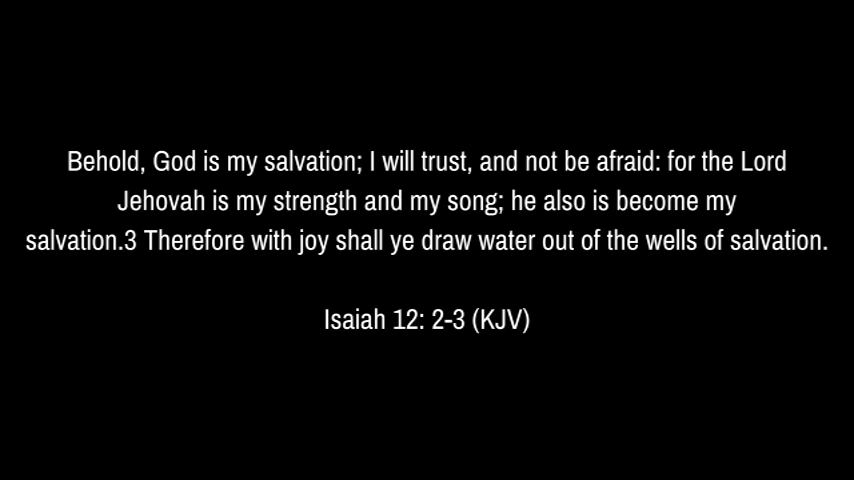 Behold, God is my salvation; I will trust, and not be afraid: for the Lord
Jehovah is my strength and my song; he also is become my
salvation.3 Therefore with joy shall ye draw water out of the wells of salvation.
Isaiah 12: 2-3 (KJV)